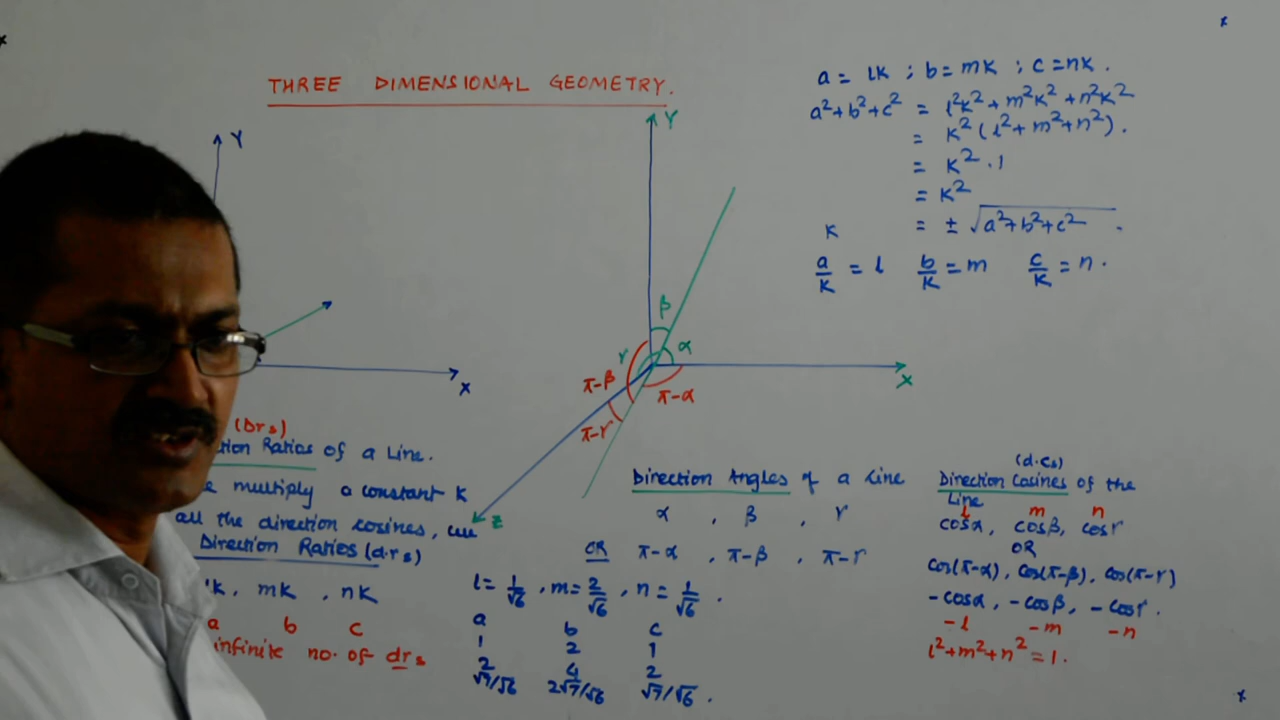 THREE DIMENSIONAL GEOMETRY.
Y
X
Y
β
α
γ
π-β
π-α
π-γ
X
Z
a = lk ; b = mk ; c = nk .
a²+b²+c² = l²k²+m²k²+n²k²
= k²(l²+m²+n²).
= k².1
= k²
k = ±√a²+b²+c² .
a/k = l b/k = m c/k = n .
(Drs)
Ratios of a Line.
multiply a constant k
all the direction cosines, we
Direction Ratios (d.rs)
lk, mk , nk
a b c
infinite no. of drs
Direction Angles of a Line
α , β , γ
OR π-α , π-β , π-γ
l = 1/√6 , m = 2/√6 , n = 1/√6 .
a b c
1 2 1
2 4 2
√7/√6 2√7/√6 √7/√6 .
(d.cs)
Direction Cosines of the
Line
l m n
cosα, cosβ, cosγ
OR
cos(π-α), cos(π-β), cos(π-γ)
-cosα, -cosβ, -cosγ.
-l -m -n
l²+m²+n² = 1.